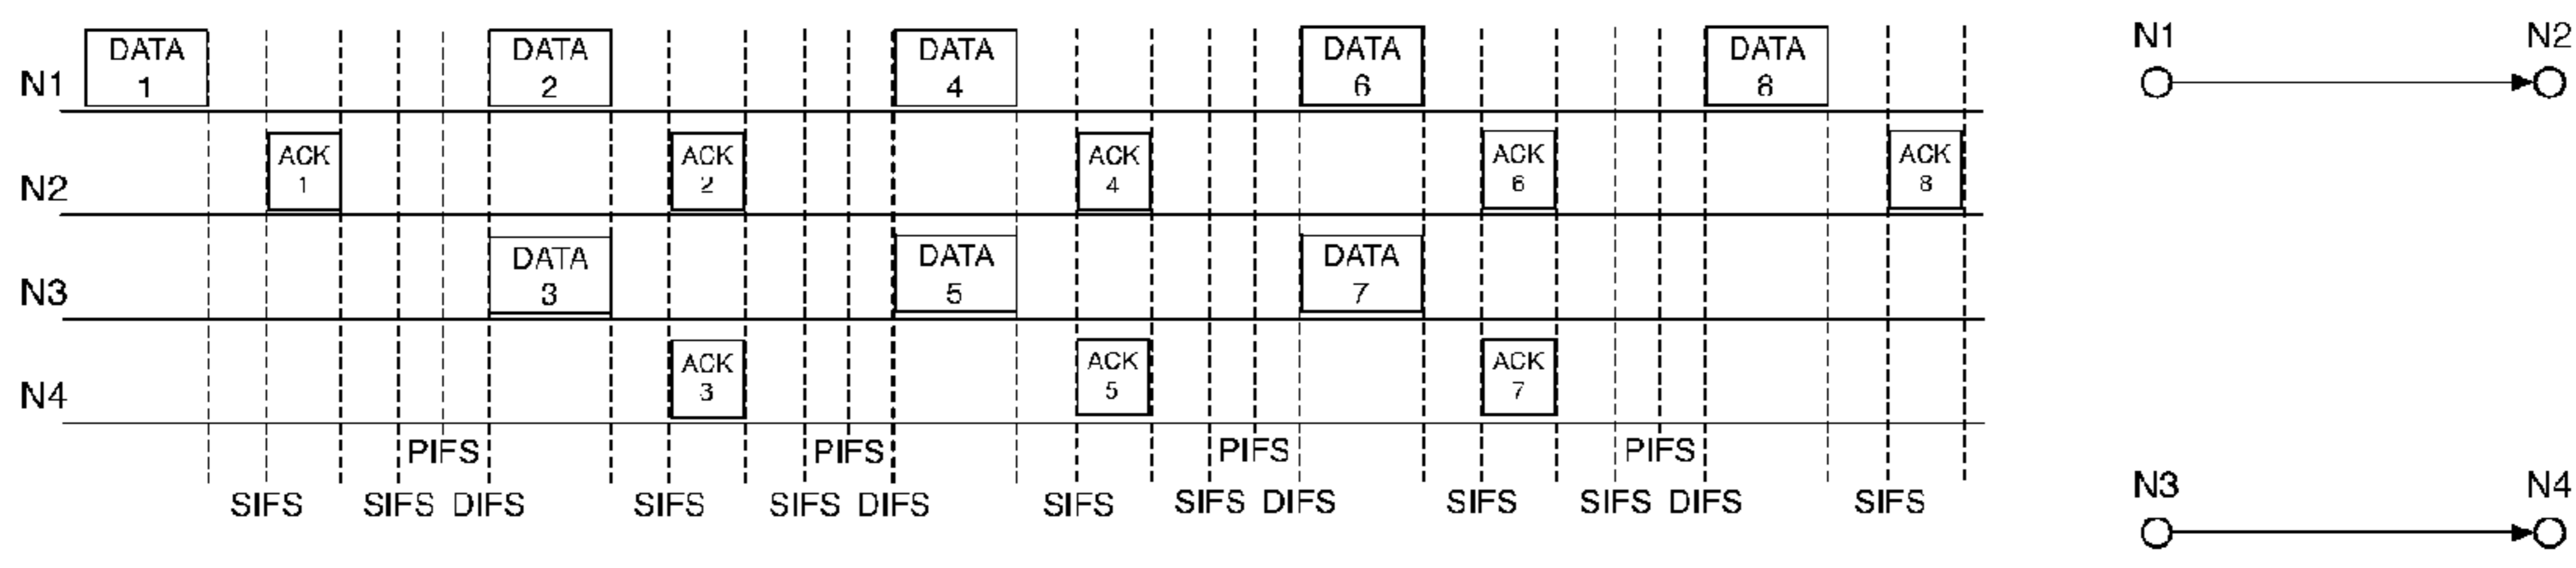 N1 DATA 1 DATA 2 DATA 4 DATA 6 DATA 8
N2 ACK 1 ACK 2 ACK 4 ACK 6 ACK 8
N3 DATA 3 DATA 5 DATA 7
N4 ACK 3 ACK 5 ACK 7
PIFS PIFS PIFS PIFS
SIFS SIFS DIFS SIFS SIFS DIFS SIFS SIFS DIFS SIFS SIFS DIFS SIFS
N1 N2
N3 N4